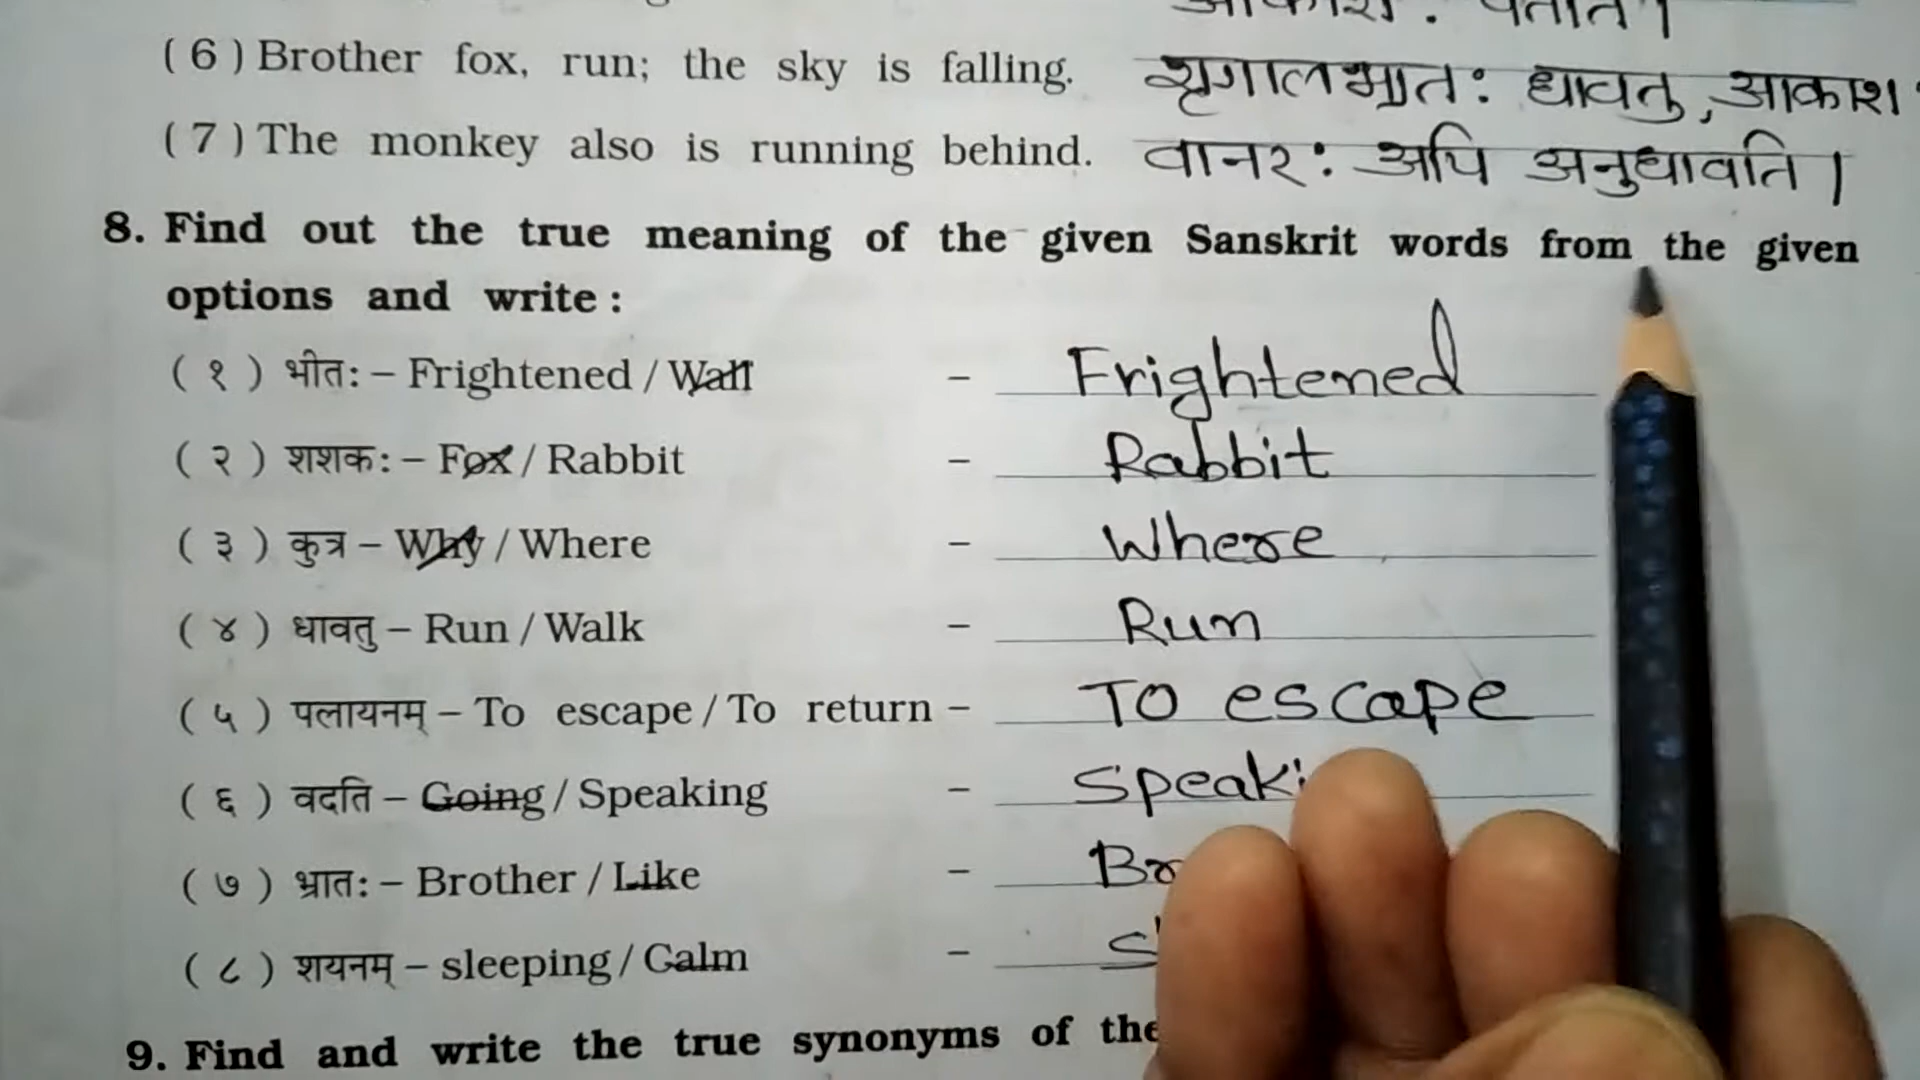 आकाश: पतति।
(6) Brother fox, run; the sky is falling. शृगालभ्रात: धावतु, आकाश
(7) The monkey also is running behind. वानर: अपि अनुधावति।
8. Find out the true meaning of the given Sanskrit words from the given
options and write :
(१) भीत: – Frightened / Wall - Frightened
(२) शशक: – Fox / Rabbit - Rabbit
(३) कुत्र – Why / Where - Where
(४) धावतु – Run / Walk - Run
(५) पलायनम् – To escape / To return - TO escape
(६) वदति – Going / Speaking - Speaki
(७) भ्रात: – Brother / Like - Br
(८) शयनम् – sleeping / Calm - S
9. Find and write the true synonyms of the